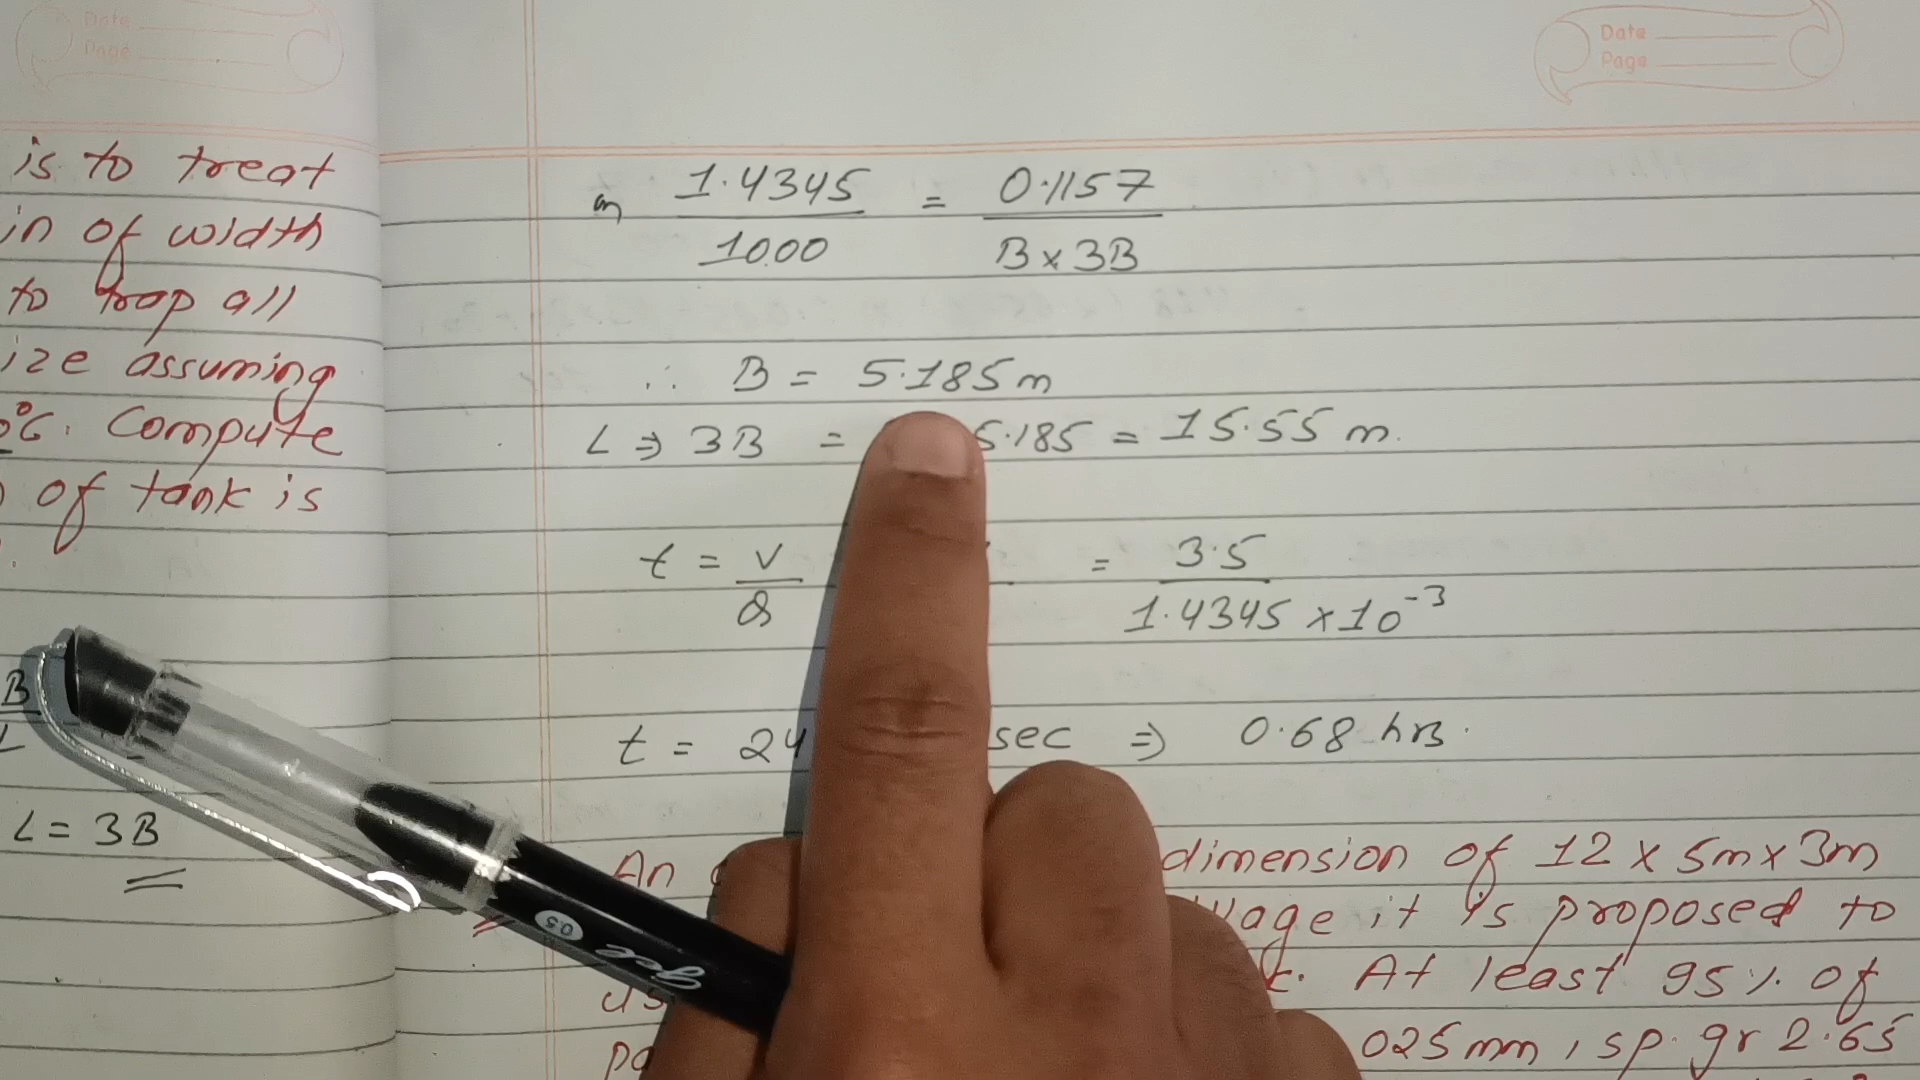 Date
Page
Date
Page
is to treat
in of width
to trap all
ize assuming
Compute
of tank is
B
L
L = 3B
1.4345 = 0.1157
1000 B × 3B
∴ B = 5.185 m
L ⇒ 3B = 5.185 = 15.55 m.
t = V = 3.5
Q 1.4345 × 10⁻³
t = 24 sec ⇒ 0.68 hrs.
An dimension of 12 x 5m x 3m
it is proposed to
At least 95%. of
025 mm, sp. gr 2.65
gel 0.5